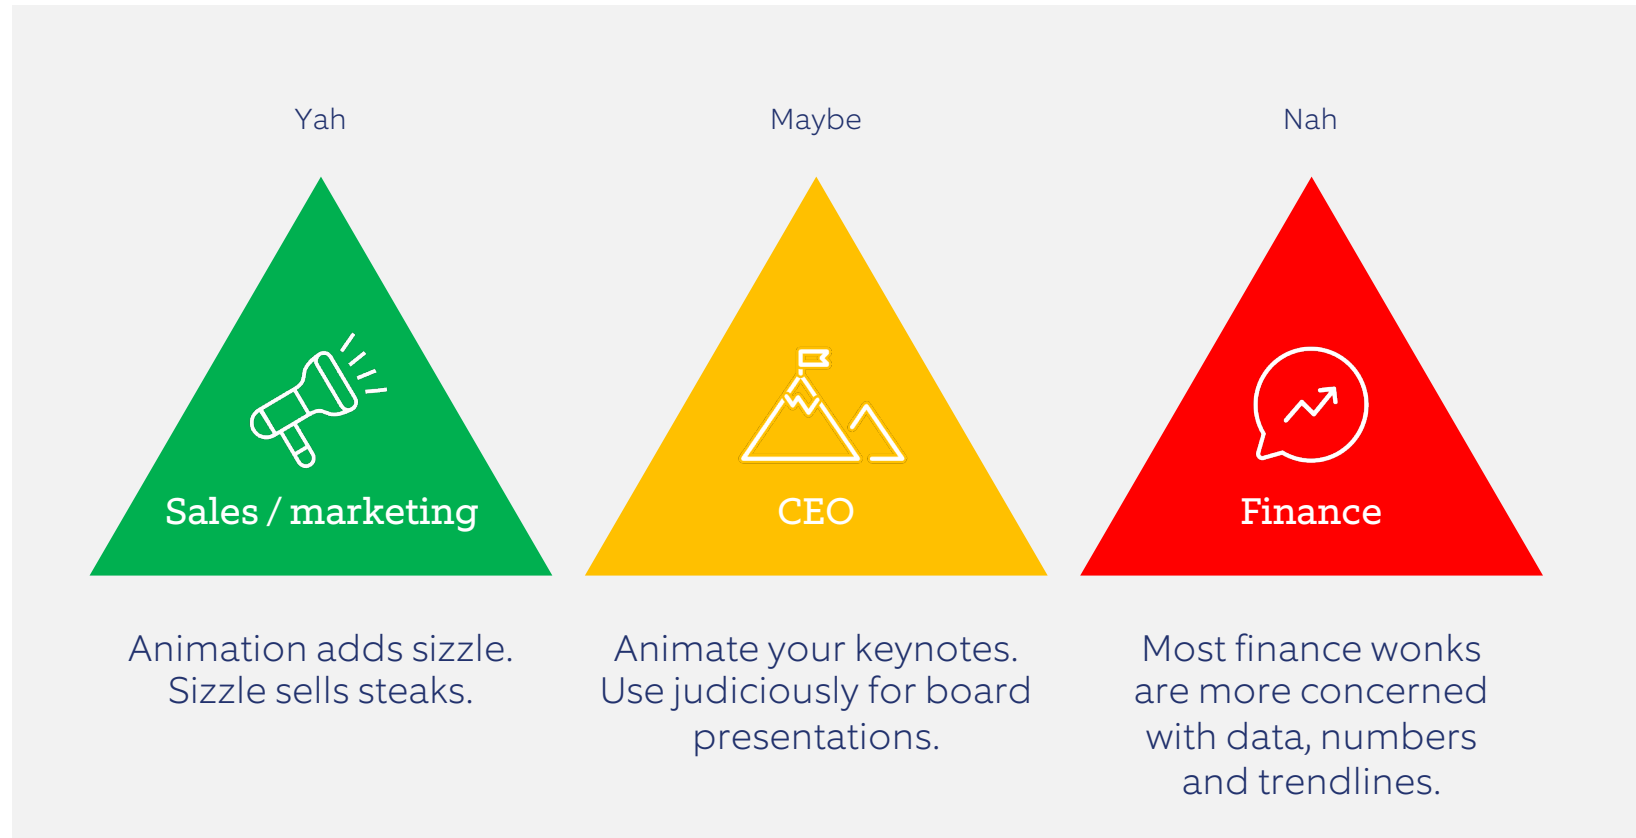 Yah
Maybe
Nah
Sales / marketing
CEO
Finance
Animation adds sizzle.
Sizzle sells steaks.
Animate your keynotes.
Use judiciously for board
presentations.
Most finance wonks
are more concerned
with data, numbers
and trendlines.